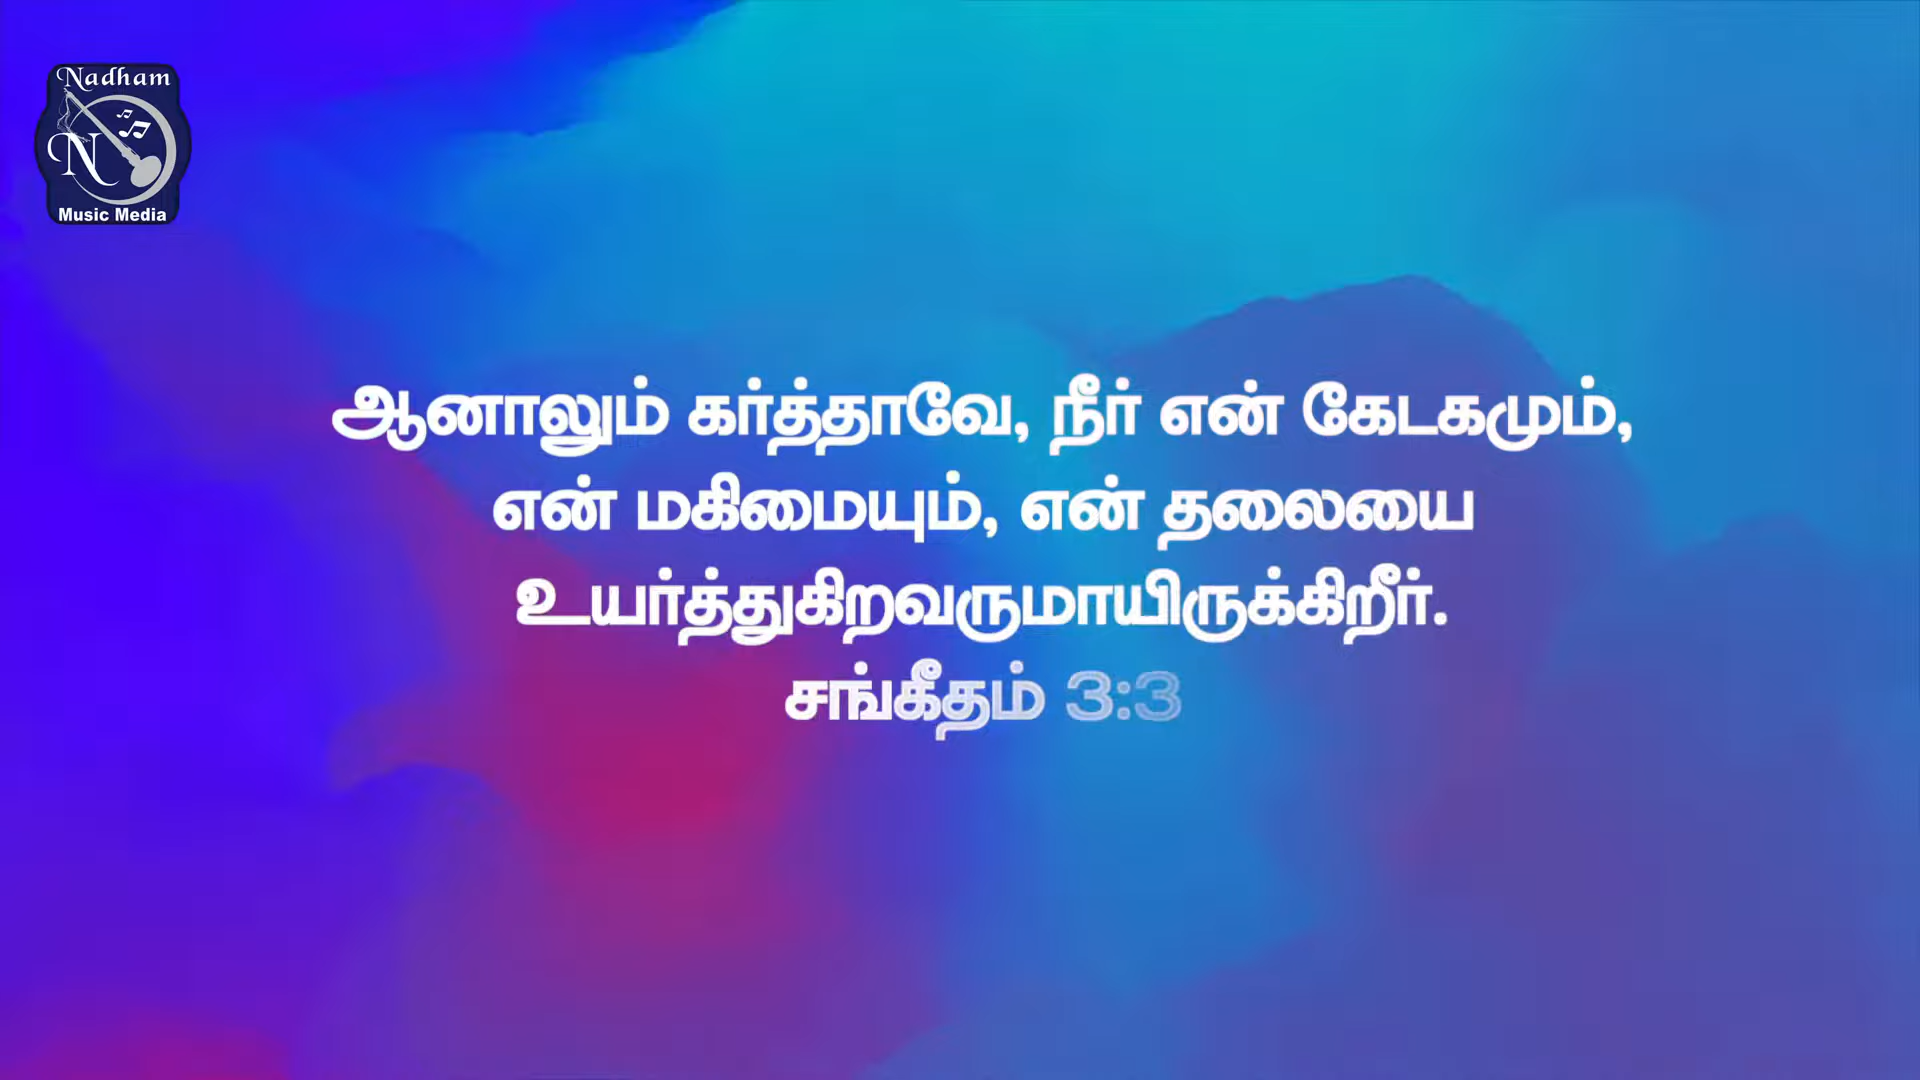 Nadham
N
Music Media
ஆனாலும் கர்த்தாவே, நீர் என் கேடகமும்,
என் மகிமையும், என் தலையை
உயர்த்துகிறவருமாயிருக்கிறீர்.
சங்கீதம் 3:3